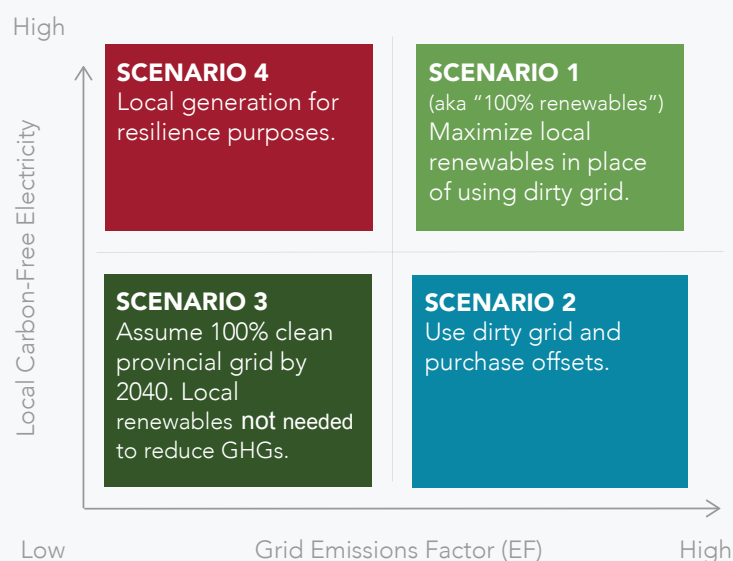 High
SCENARIO 4
Local generation for
resilience purposes.
SCENARIO 1
(aka “100% renewables”)
Maximize local
renewables in place
of using dirty grid.
Local Carbon-Free Electricity
SCENARIO 3
Assume 100% clean
provincial grid by
2040. Local
renewables not needed
to reduce GHGs.
SCENARIO 2
Use dirty grid and
purchase offsets.
Low
Grid Emissions Factor (EF)
High